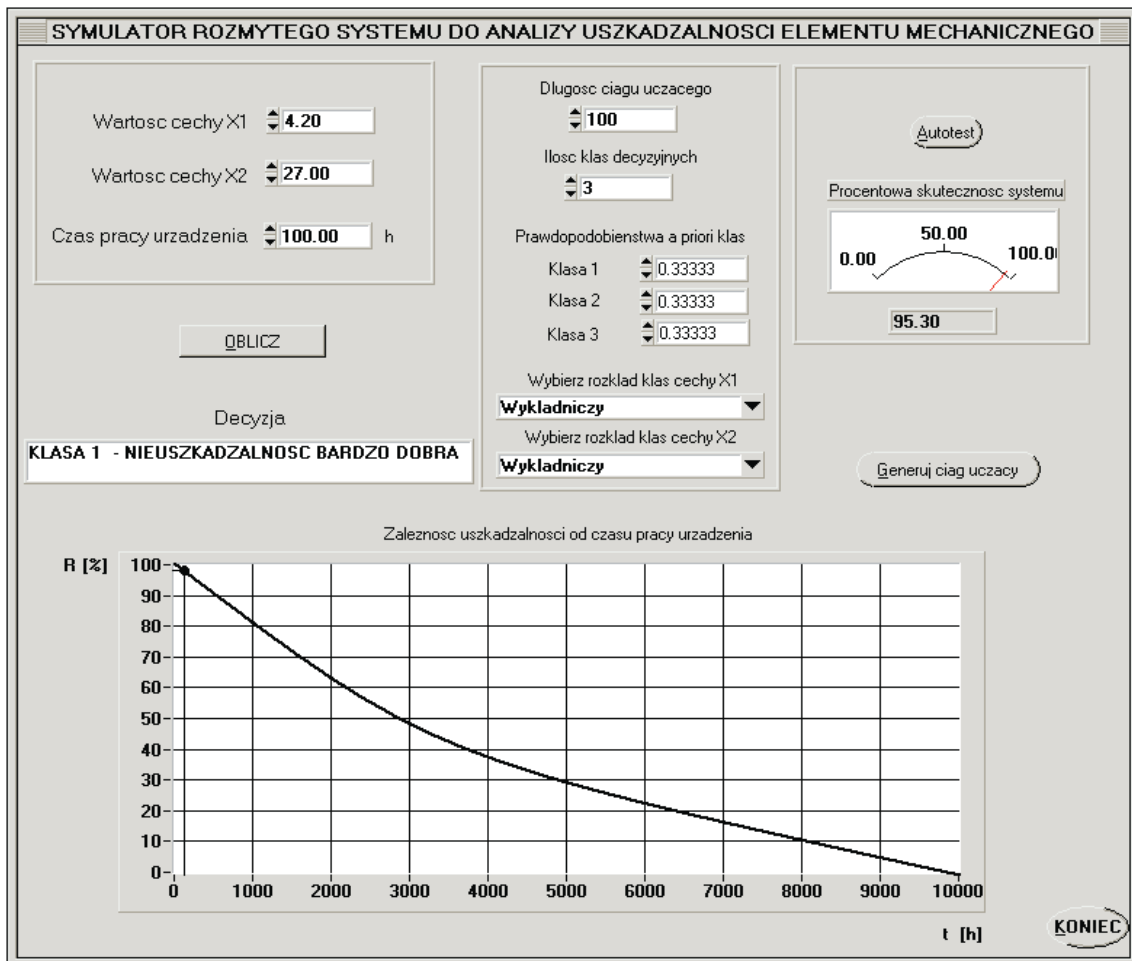 SYMULATOR ROZMYTEGO SYSTEMU DO ANALIZY USZKADZALNOSCI ELEMENTU MECHANICZNEGO
Wartosc cechy X1 4.20
Wartosc cechy X2 27.00
Czas pracy urzadzenia 100.00 h
OBLICZ
Decyzja
KLASA 1 - NIEUSZKADZALNOSC BARDZO DOBRA
Dlugosc ciagu uczacego
100
Ilosc klas decyzyjnych
3
Prawdopodobienstwa a priori klas
Klasa 1 0.33333
Klasa 2 0.33333
Klasa 3 0.33333
Wybierz rozklad klas cechy X1
Wykladniczy
Wybierz rozklad klas cechy X2
Wykladniczy
Autotest
Procentowa skutecznosc systemu
50.00
0.00 100.0
95.30
Generuj ciag uczacy
Zaleznosc uszkadzalnosci od czasu pracy urzadzenia
R [%]
100
90
80
70
60
50
40
30
20
10
0
0 1000 2000 3000 4000 5000 6000 7000 8000 9000 10000
t [h]
KONIEC